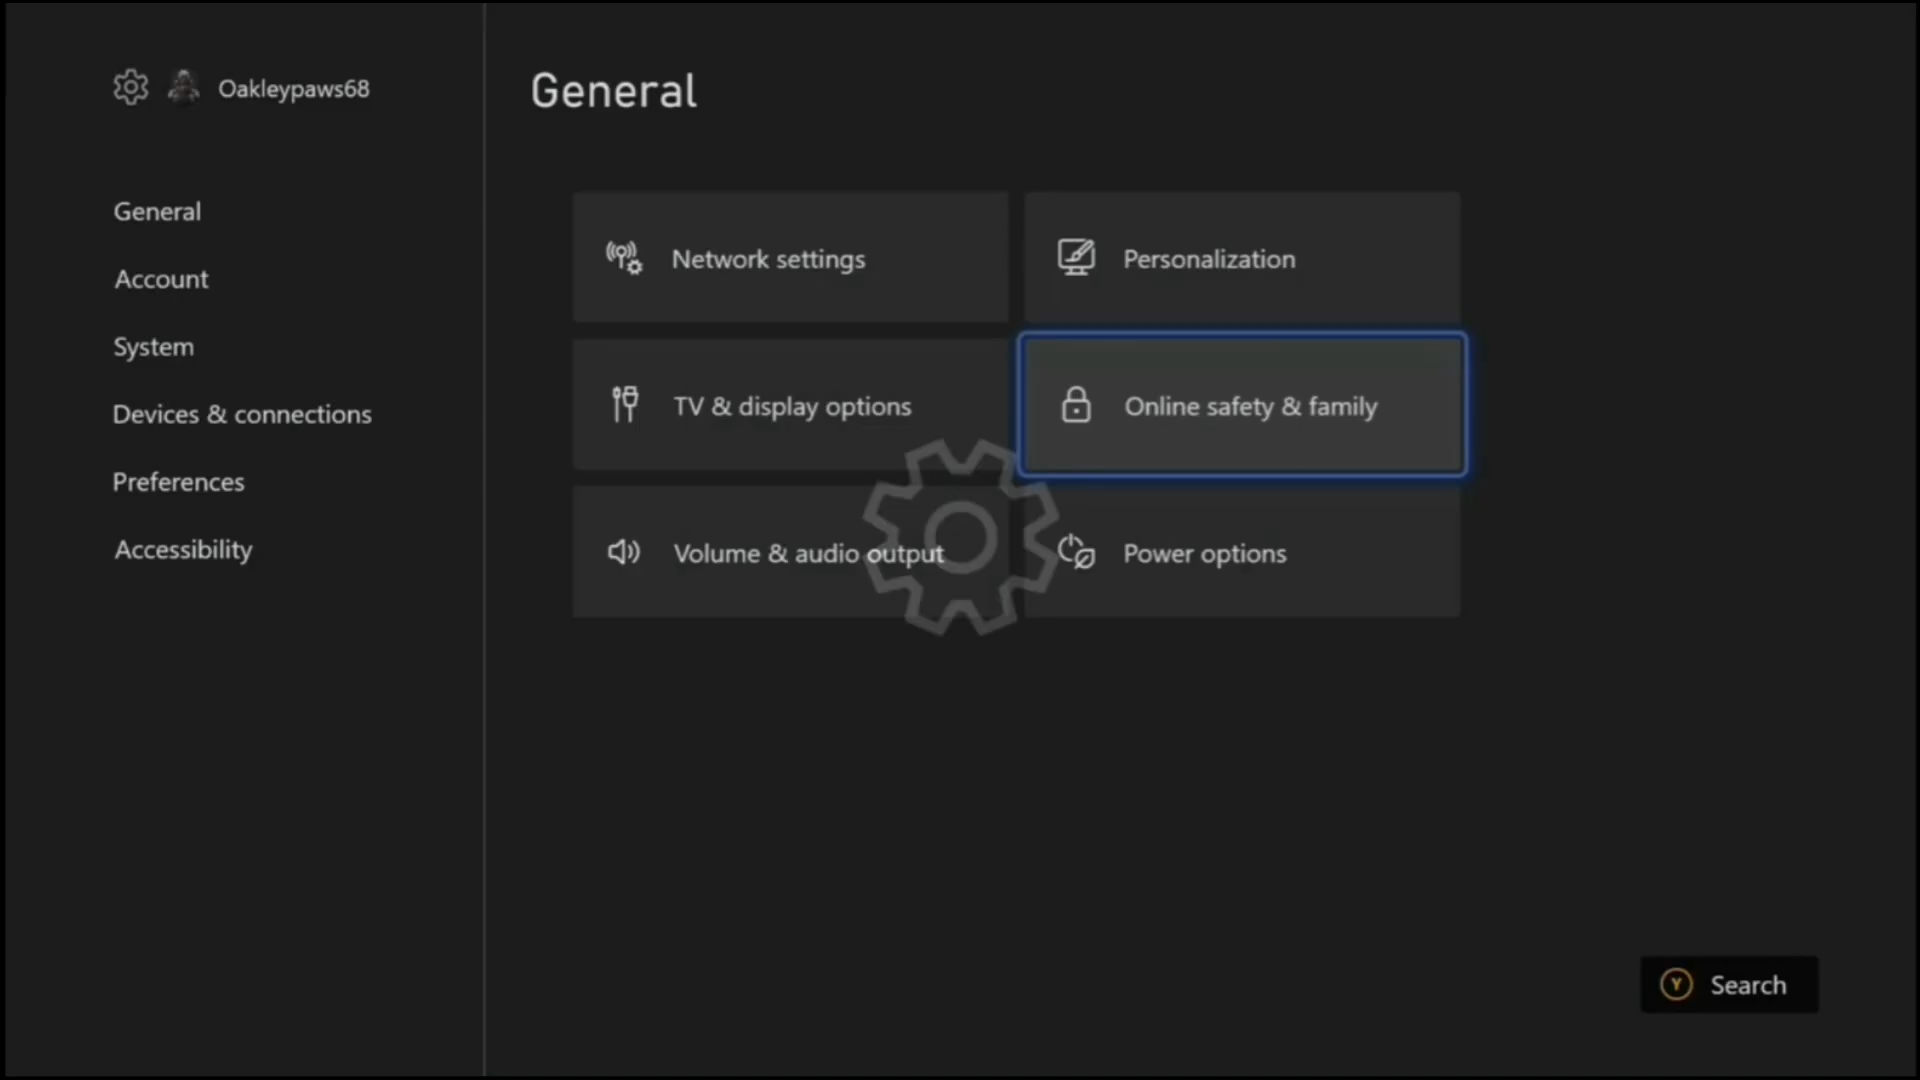 Oakleypaws68
General
Account
System
Devices & connections
Preferences
Accessibility
General
Network settings
Personalization
TV & display options
Online safety & family
Volume & audio output
Power options
Y Search